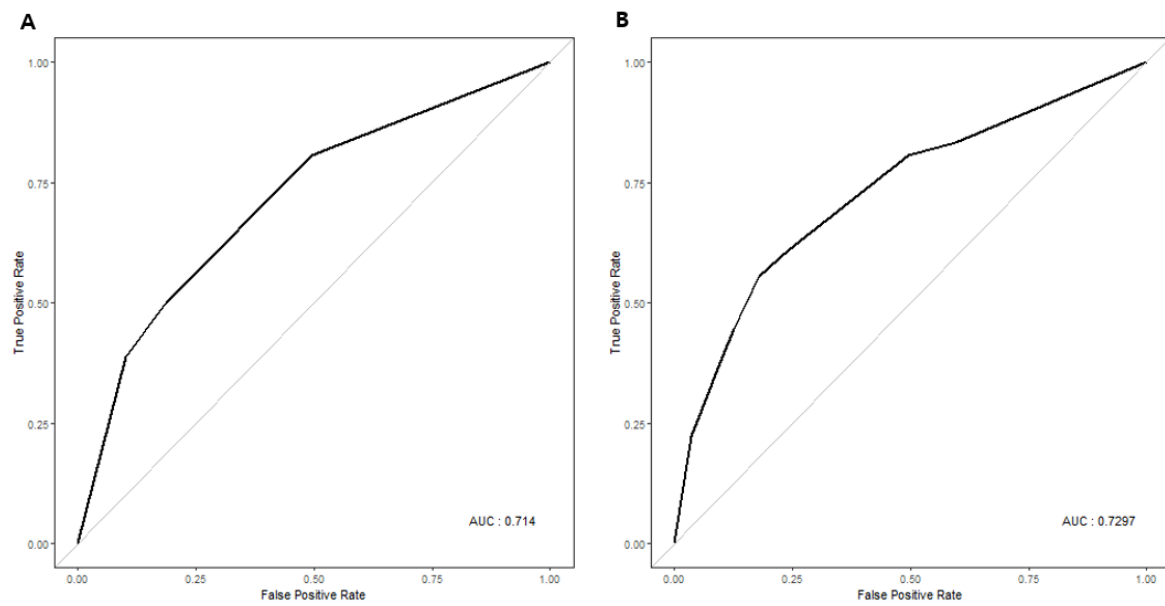 A
1.00
0.75
0.50
0.25
0.00
True Positive Rate
AUC : 0.714
0.00 0.25 0.50 0.75 1.00
False Positive Rate
B
1.00
0.75
0.50
0.25
0.00
True Positive Rate
AUC : 0.7297
0.00 0.25 0.50 0.75 1.00
False Positive Rate